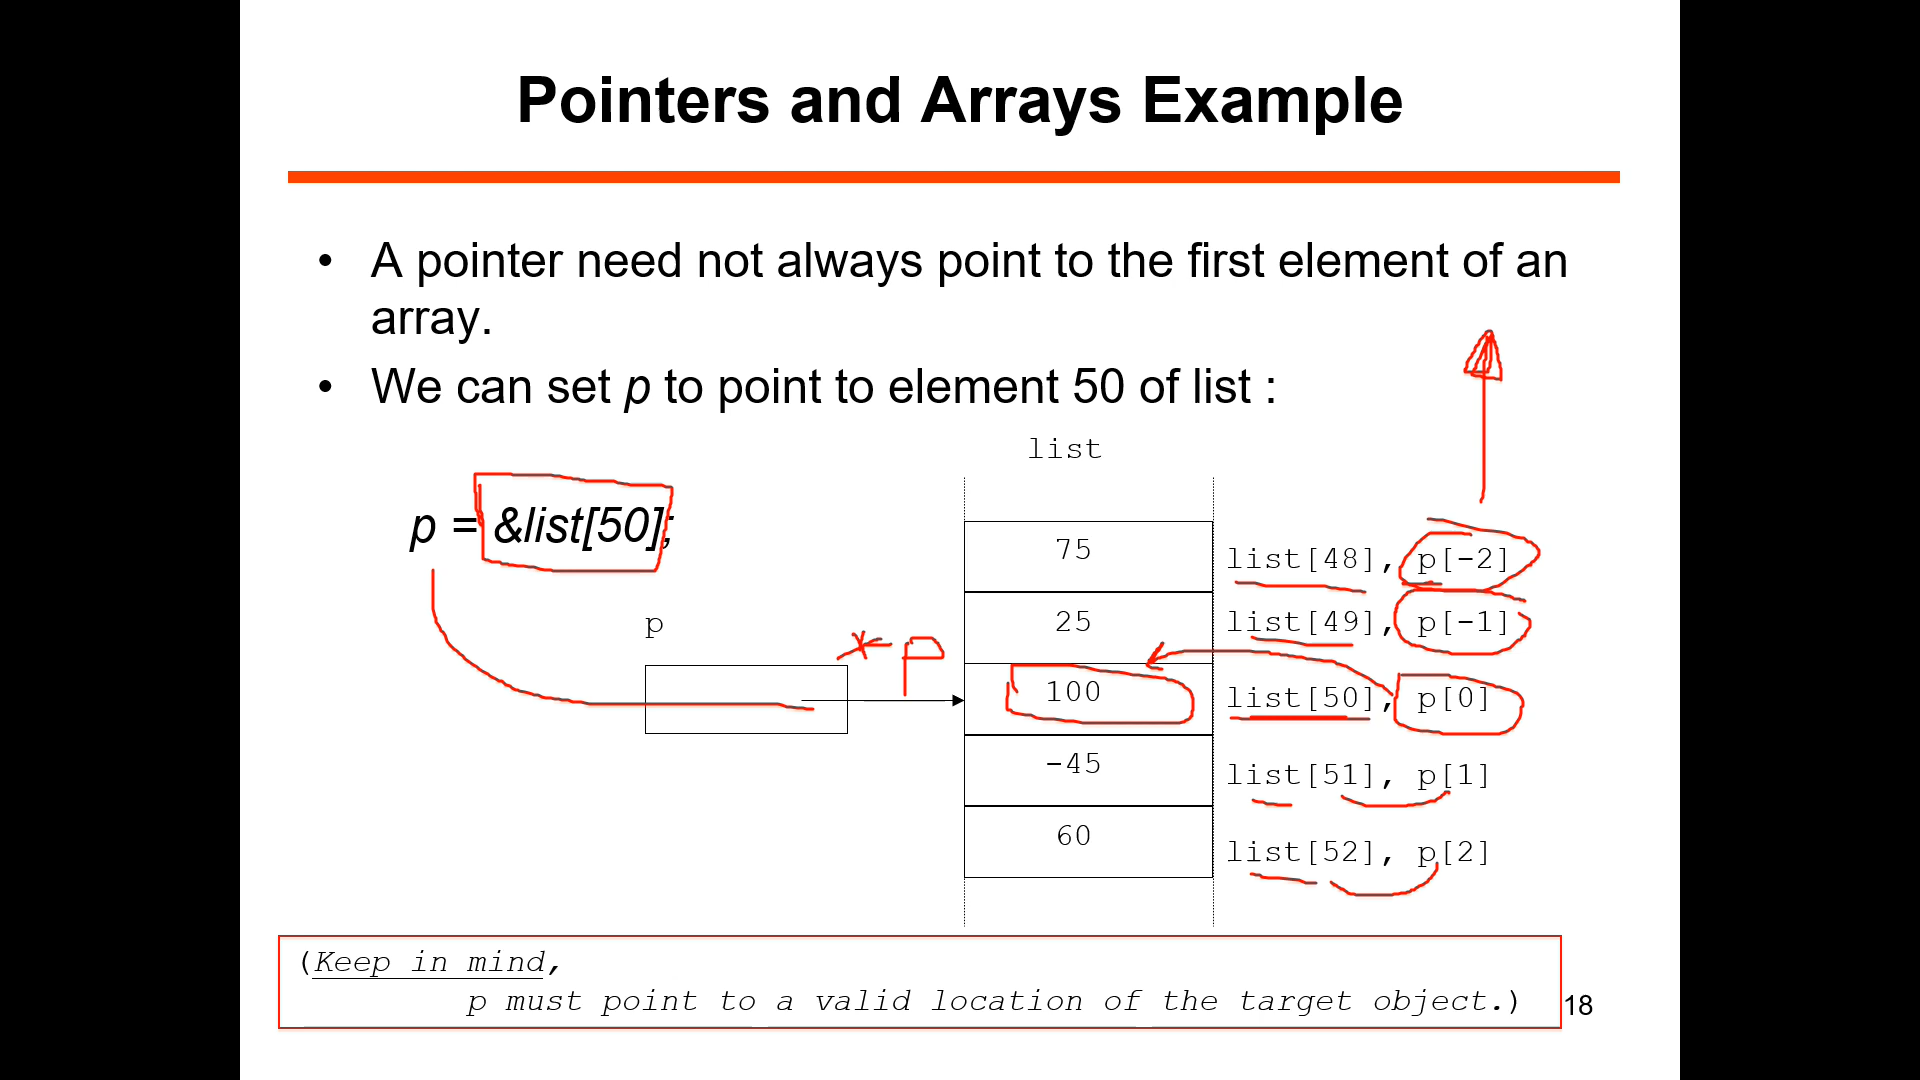 Pointers and Arrays Example
• A pointer need not always point to the first element of an
array.
• We can set p to point to element 50 of list :
list
p = &list[50];
75 list[48], p[-2]
p 25 list[49], p[-1]
*P
100 list[50], p[0]
-45 list[51], p[1]
60 list[52], p[2]
(Keep in mind,
p must point to a valid location of the target object.)
18